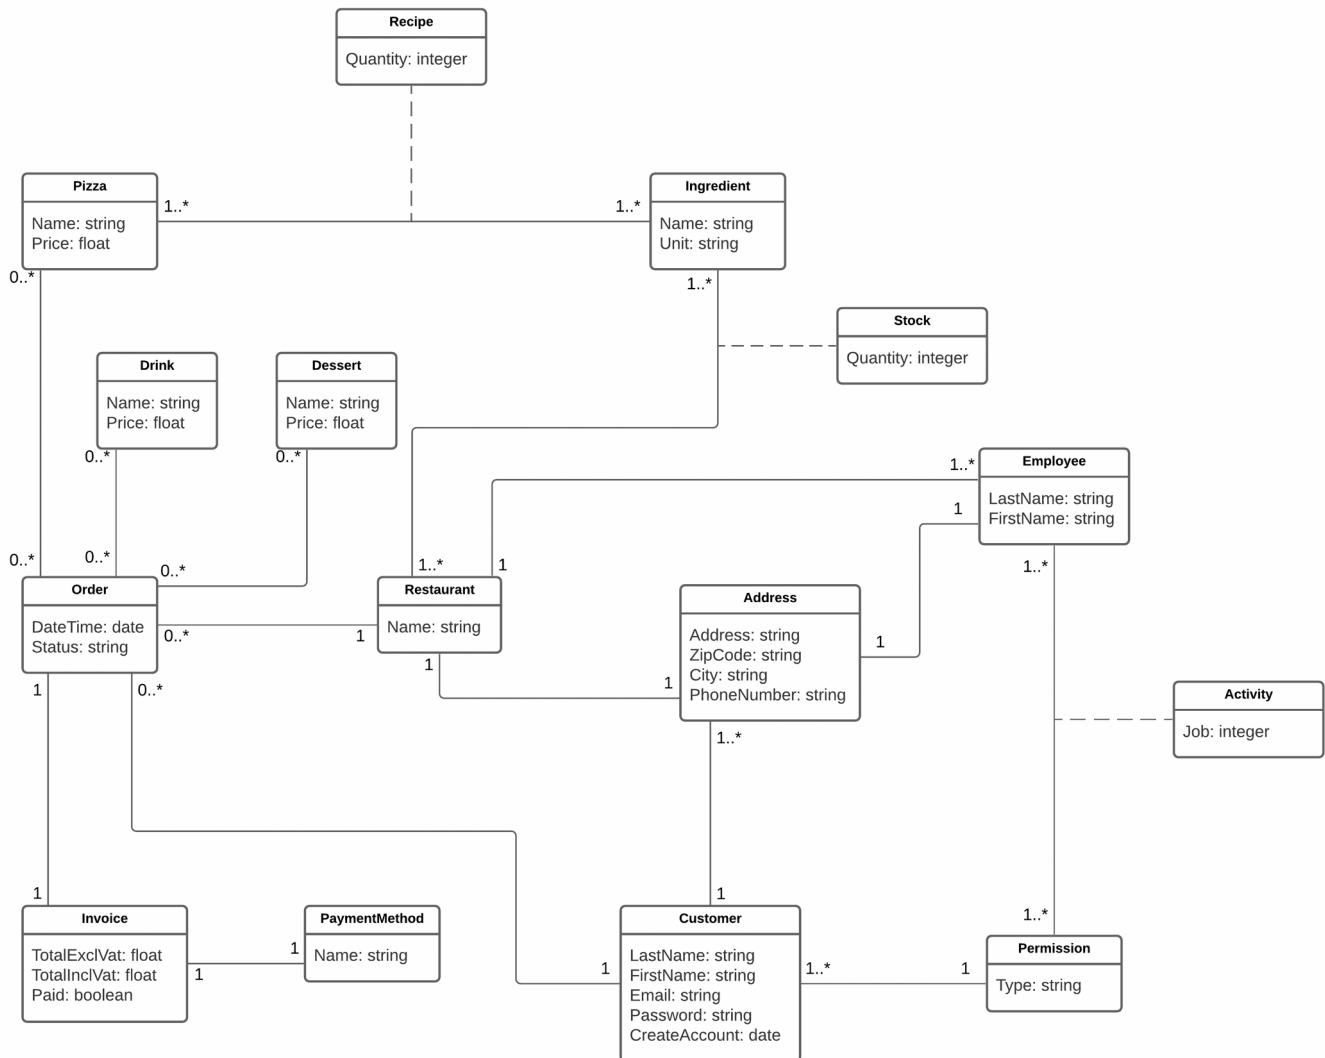 Recipe
Quantity: integer
Pizza
Name: string
Price: float
1..*
1..*
Ingredient
Name: string
Unit: string
0..*
1..*
Stock
Quantity: integer
Drink
Name: string
Price: float
Dessert
Name: string
Price: float
0..*
0..*
Employee
LastName: string
FirstName: string
1..*
1
1..*
0..*
0..*
0..*
1..*
1
Order
DateTime: date
Status: string
0..*
1
Restaurant
Name: string
1
1
Address
Address: string
ZipCode: string
City: string
PhoneNumber: string
1
1
0..*
1..*
Activity
Job: integer
1
1
1..*
Invoice
TotalExclVat: float
TotalInclVat: float
Paid: boolean
1
1
PaymentMethod
Name: string
1
Customer
LastName: string
FirstName: string
Email: string
Password: string
CreateAccount: date
1..*
1
Permission
Type: string